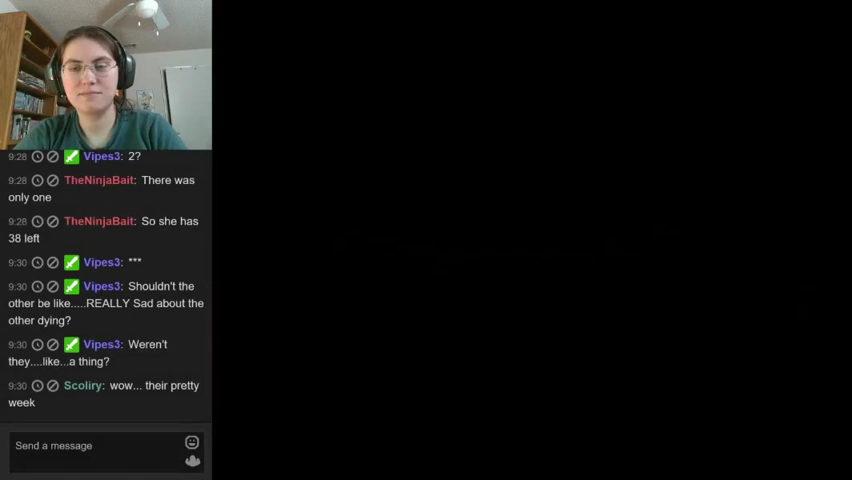 9:28 Vipes3: 2?
9:28 TheNinjaBait: There was
only one
9:28 TheNinjaBait: So she has
38 left
9:30 Vipes3: ***
9:30 Vipes3: Shouldn't the
other be like.....REALLY Sad about the
other dying?
9:30 Vipes3: Weren't
they....like...a thing?
9:30 Scoliry: wow... their pretty
week
Send a message